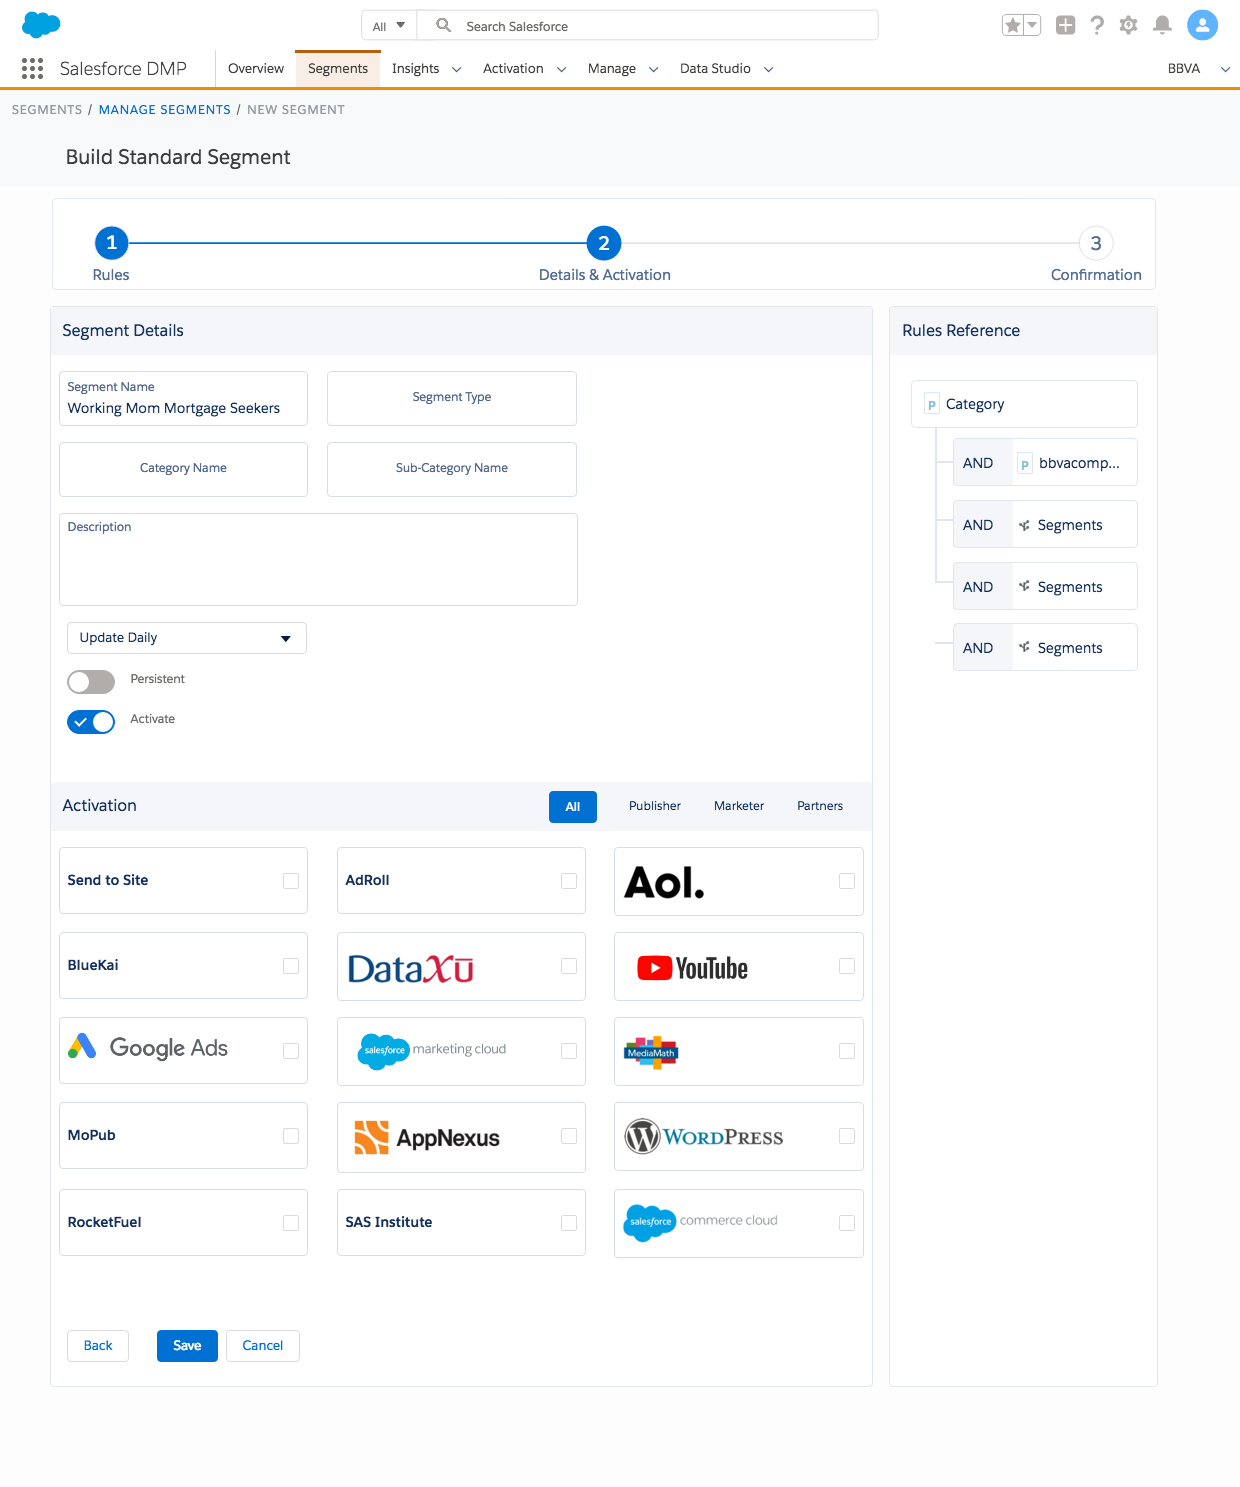 All
Search Salesforce
Salesforce DMP
Overview
Segments
Insights
Activation
Manage
Data Studio
BBVA
SEGMENTS / MANAGE SEGMENTS / NEW SEGMENT
Build Standard Segment
1
2
3
Rules
Details & Activation
Confirmation
Segment Details
Segment Name
Working Mom Mortgage Seekers
Segment Type
Category Name
Sub-Category Name
Description
Update Daily
Persistent
Activate
Rules Reference
p Category
AND p bbvacomp...
AND Segments
AND Segments
AND Segments
Activation
All
Publisher
Marketer
Partners
Send to Site
AdRoll
Aol.
BlueKai
DataXū
YouTube
Google Ads
salesforce marketing cloud
MediaMath
MoPub
AppNexus
WORDPRESS
RocketFuel
SAS Institute
salesforce commerce cloud
Back
Save
Cancel